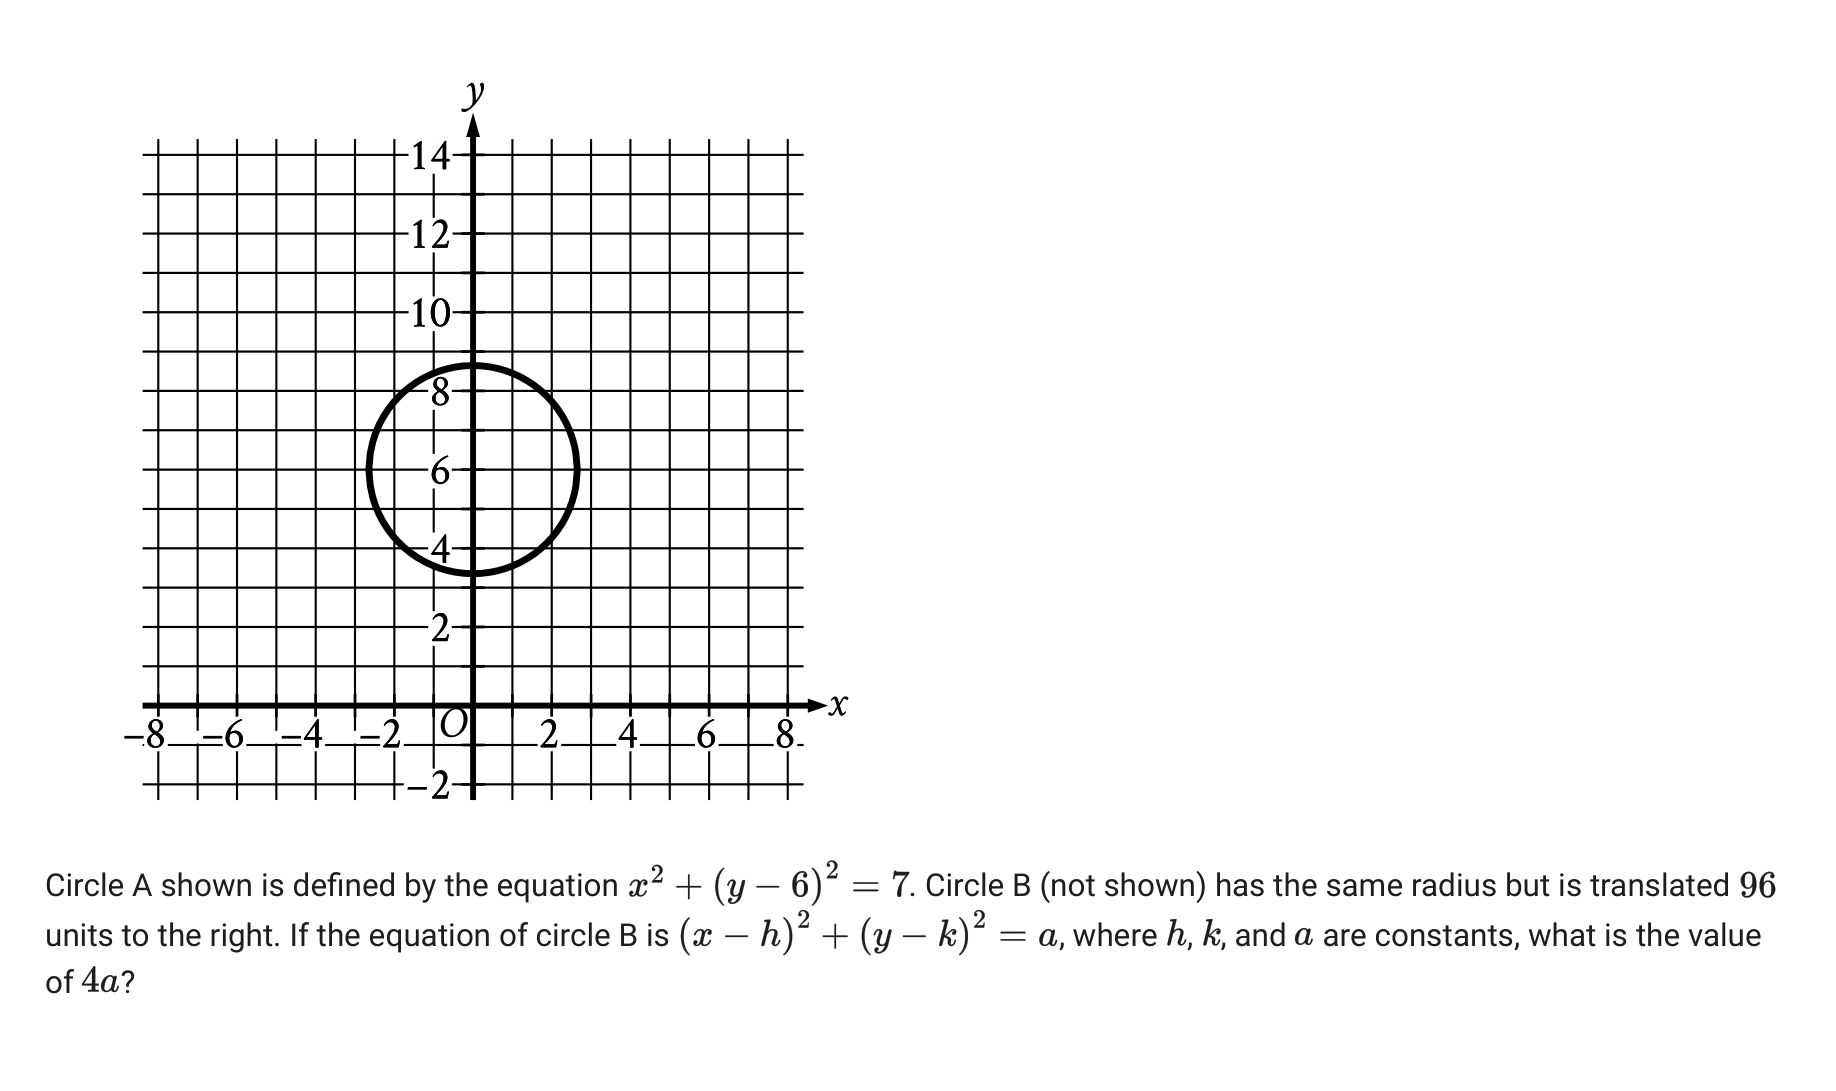 y
14
12
10
8
6
4
2
x
−8 −6 −4 −2 O 2 4 6 8
−2
Circle A shown is defined by the equation x² + (y − 6)² = 7. Circle B (not shown) has the same radius but is translated 96
units to the right. If the equation of circle B is (x − h)² + (y − k)² = a, where h, k, and a are constants, what is the value
of 4a?